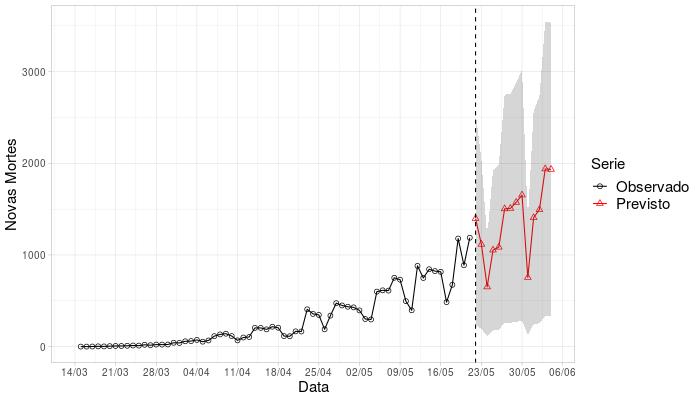 Novas Mortes
3000
2000
1000
0
14/03 21/03 28/03 04/04 11/04 18/04 25/04 02/05 09/05 16/05 23/05 30/05 06/06
Data
Serie
Observado
Previsto